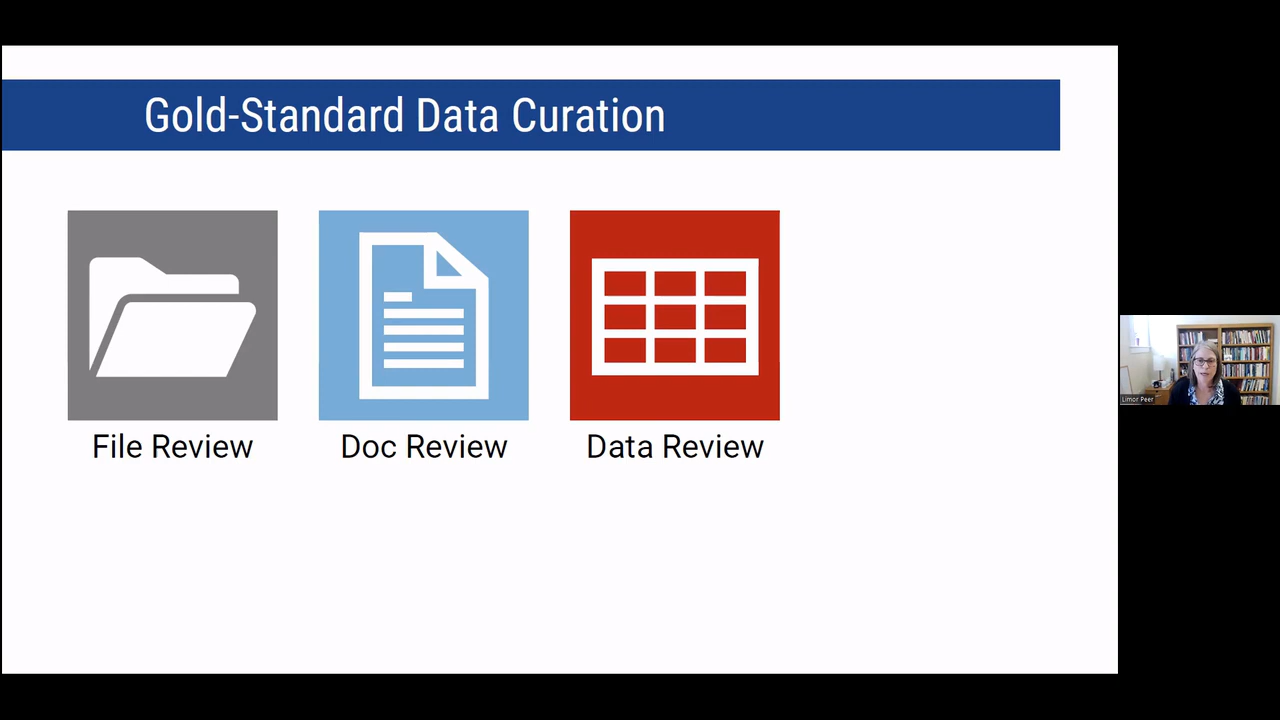 Gold-Standard Data Curation
File Review
Doc Review
Data Review
Limor Peer